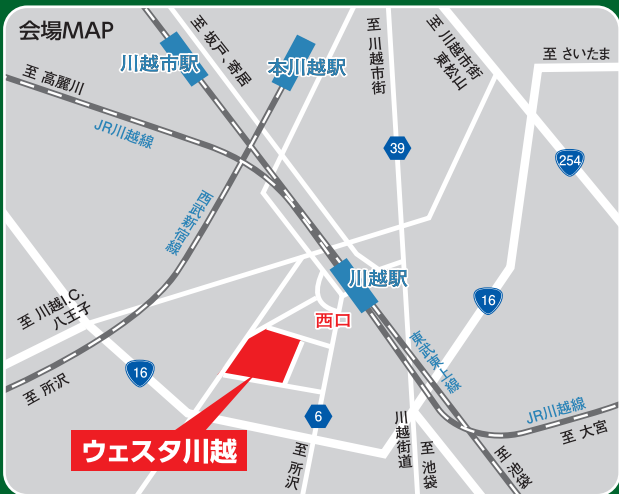 会場MAP
至 坂戸、寄居
川越市駅
本川越駅
至 川越市街
至 川越市街
東松山
至 さいたま
至 高麗川
JR川越線
39
254
西武新宿線
川越駅
至 川越I.C.
八王子
16
西口
東武東上線
16
至 所沢
6
JR川越線
至 大宮
ウェスタ川越
至 所沢
川越街道
至 池袋
至 池袋